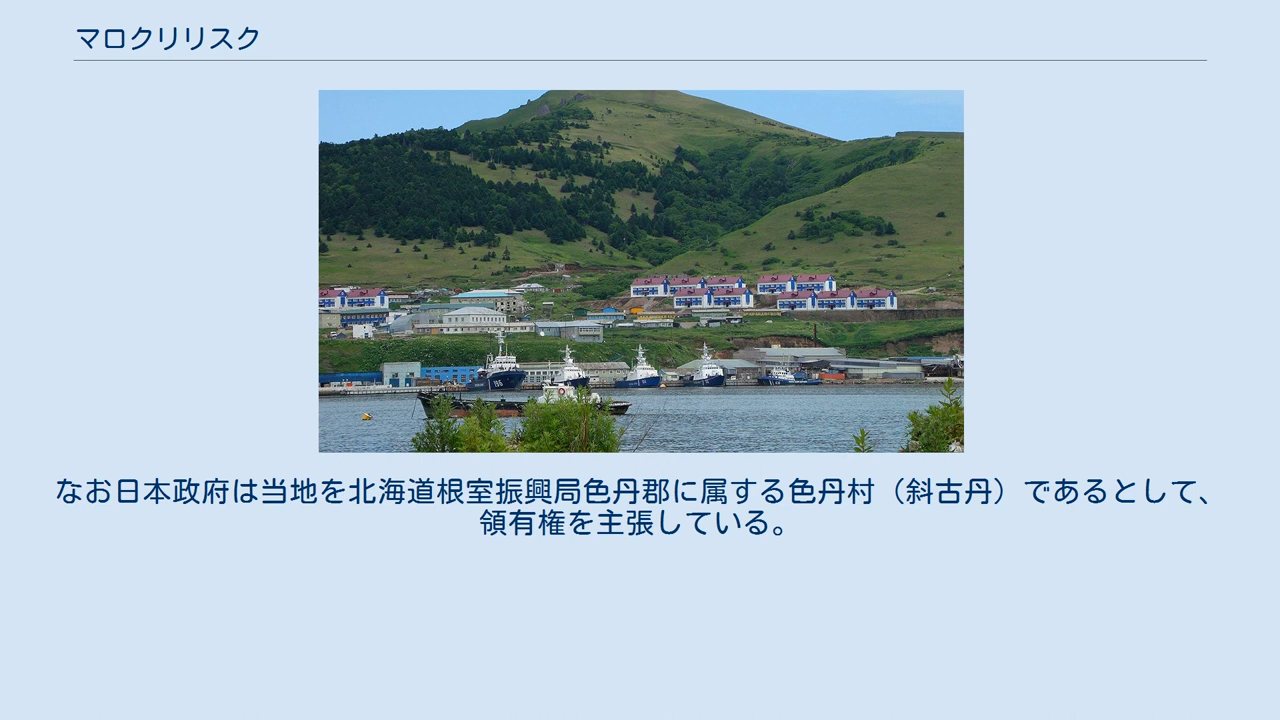 マロクリリスク
196
なお日本政府は当地を北海道根室振興局色丹郡に属する色丹村（斜古丹）であるとして、
領有権を主張している。